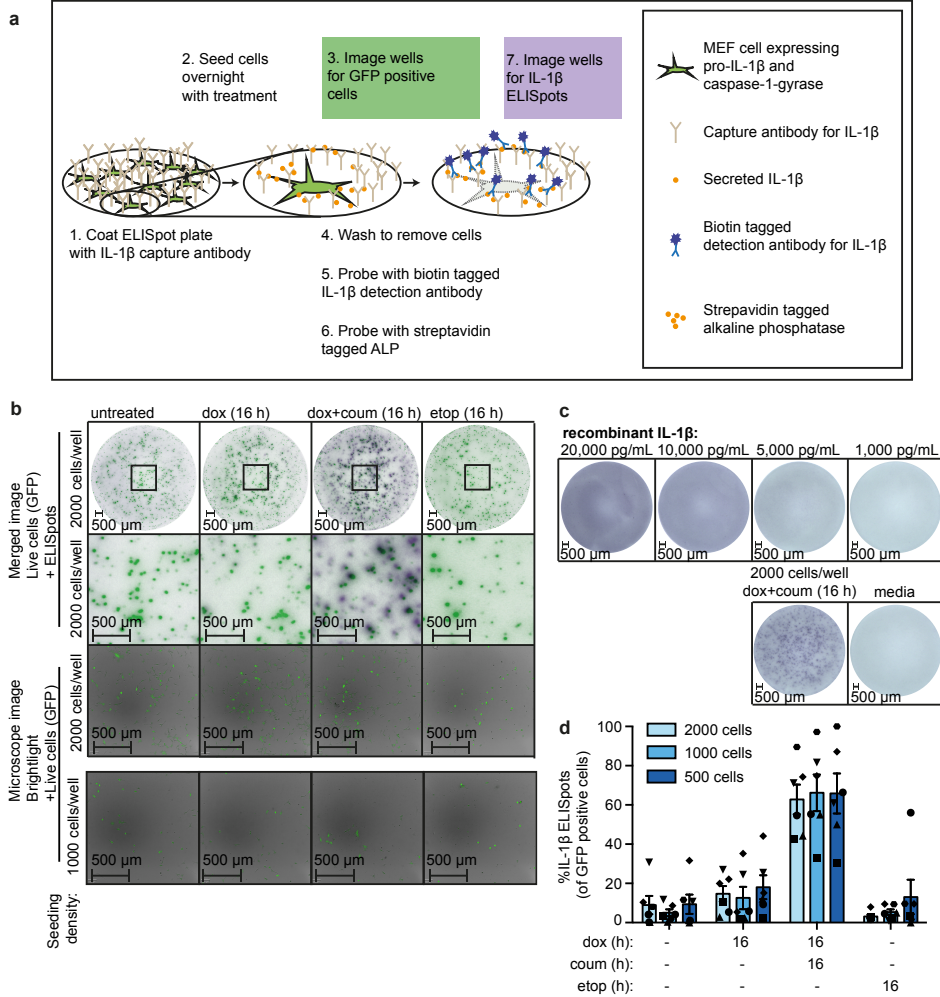 a
2. Seed cells
overnight
with treatment
3. Image wells
for GFP positive
cells
7. Image wells
for IL-1β
ELISpots
1. Coat ELISpot plate
with IL-1β capture antibody
4. Wash to remove cells
5. Probe with biotin tagged
IL-1β detection antibody
6. Probe with streptavidin
tagged ALP
MEF cell expressing
pro-IL-1β and
caspase-1-gyrase
Capture antibody for IL-1β
Secreted IL-1β
Biotin tagged
detection antibody for IL-1β
Strepavidin tagged
alkaline phosphatase
b
untreated dox (16 h) dox+coum (16 h) etop (16 h)
Merged image
Live cells (GFP)
+ ELISpots
2000 cells/well
500 µm 500 µm 500 µm 500 µm
2000 cells/well
500 µm 500 µm 500 µm 500 µm
Microscope image
Brightlight
+Live cells (GFP)
2000 cells/well
500 µm 500 µm 500 µm 500 µm
1000 cells/well
500 µm 500 µm 500 µm 500 µm
Seeding
density:
c
recombinant IL-1β:
20,000 pg/mL 10,000 pg/mL 5,000 pg/mL 1,000 pg/mL
500 µm 500 µm 500 µm 500 µm
2000 cells/well
dox+coum (16 h) media
500 µm 500 µm
d
%IL-1β ELISpots
(of GFP positive cells)
100
80
60
40
20
0
2000 cells
1000 cells
500 cells
dox (h): - 16 16 -
coum (h): - - 16 -
etop (h): - - - 16